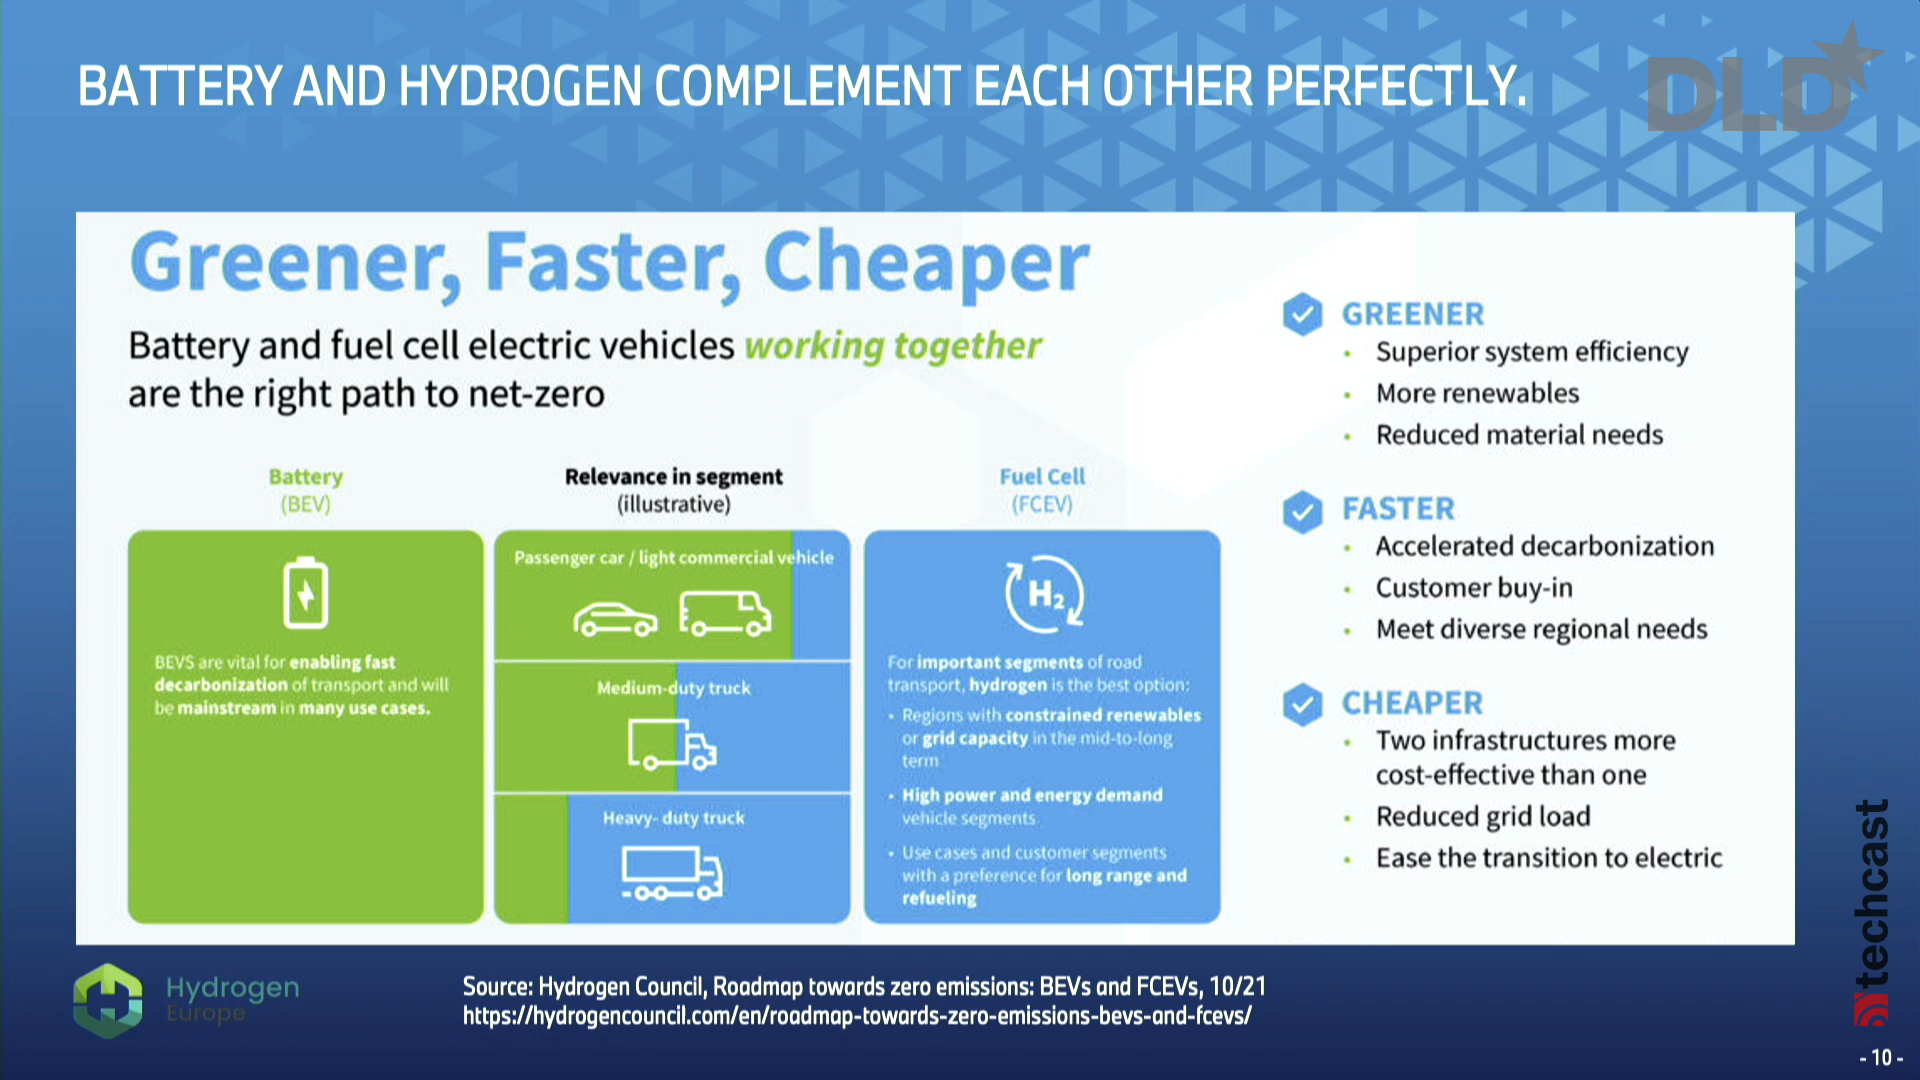 BATTERY AND HYDROGEN COMPLEMENT EACH OTHER PERFECTLY.
DLD
Greener, Faster, Cheaper
Battery and fuel cell electric vehicles working together
are the right path to net-zero
Battery
(BEV)
BEVS are vital for enabling fast
decarbonization of transport and will
be mainstream in many use cases.
Relevance in segment
(illustrative)
Passenger car / light commercial vehicle
Medium-duty truck
Heavy- duty truck
Fuel Cell
(FCEV)
H₂
For important segments of road
transport, hydrogen is the best option:
• Regions with constrained renewables
or grid capacity in the mid-to-long
term
• High power and energy demand
vehicle segments
• Use cases and customer segments
with a preference for long range and
refueling
GREENER
• Superior system efficiency
• More renewables
• Reduced material needs
FASTER
• Accelerated decarbonization
• Customer buy-in
• Meet diverse regional needs
CHEAPER
• Two infrastructures more
cost-effective than one
• Reduced grid load
• Ease the transition to electric
Hydrogen
Europe
Source: Hydrogen Council, Roadmap towards zero emissions: BEVs and FCEVs, 10/21
https://hydrogencouncil.com/en/roadmap-towards-zero-emissions-bevs-and-fcevs/
techcast
- 10 -